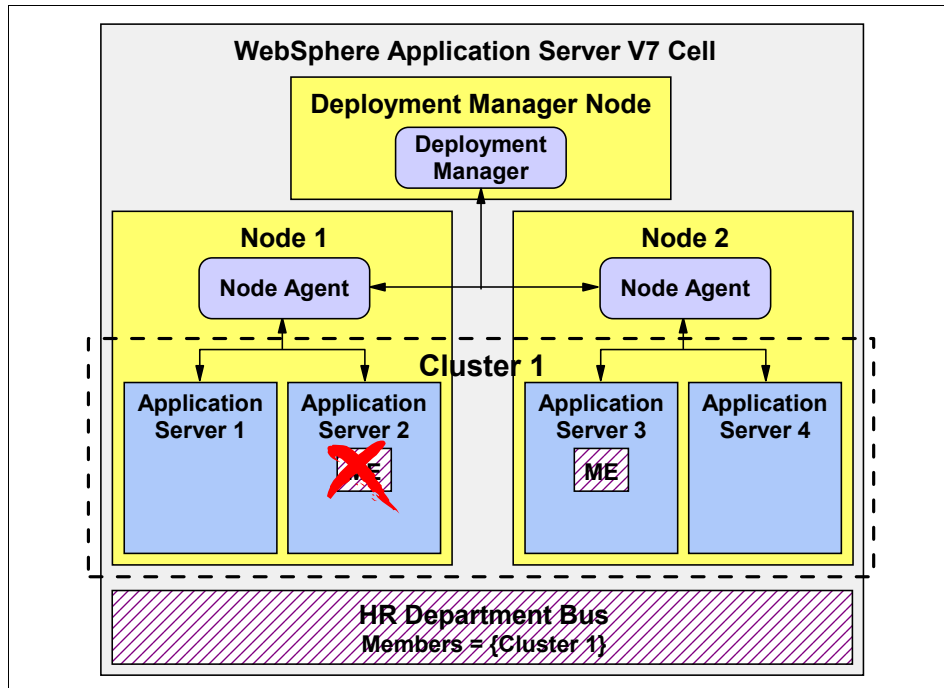 WebSphere Application Server V7 Cell
Deployment Manager Node
Deployment
Manager
Node 1
Node 2
Node Agent
Node Agent
Cluster 1
Application
Server 1
Application
Server 2
Application
Server 3
Application
Server 4
ME
ME
HR Department Bus
Members = {Cluster 1}